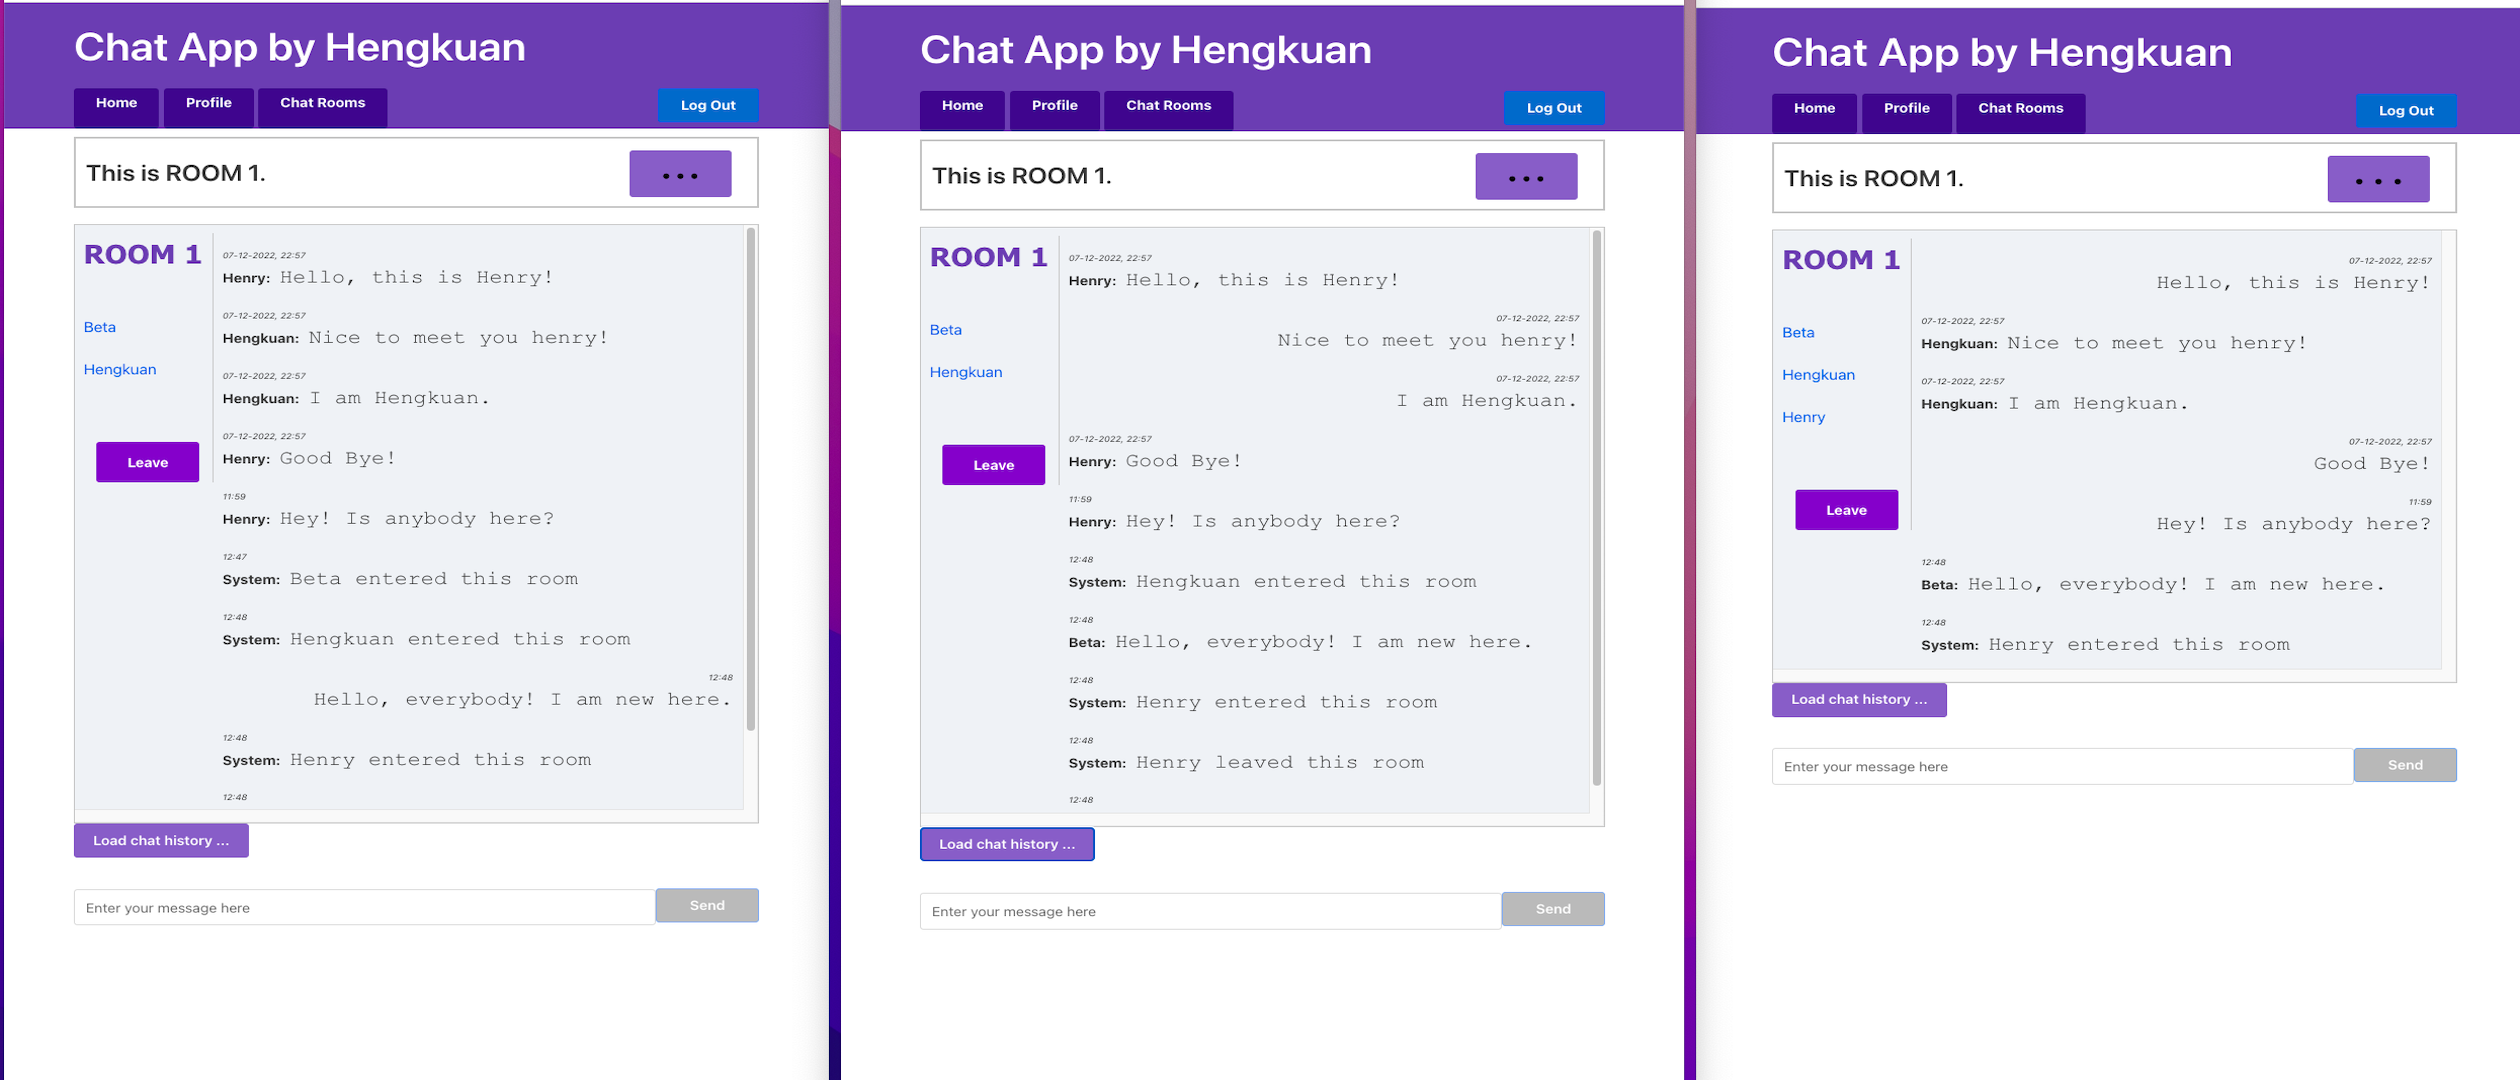 Chat App by Hengkuan
Home Profile Chat Rooms Log Out
This is ROOM 1. ...
ROOM 1
Beta
Hengkuan
Leave
07-12-2022, 22:57
Henry: Hello, this is Henry!
07-12-2022, 22:57
Hengkuan: Nice to meet you henry!
07-12-2022, 22:57
Hengkuan: I am Hengkuan.
07-12-2022, 22:57
Henry: Good Bye!
11:59
Henry: Hey! Is anybody here?
12:47
System: Beta entered this room
12:48
System: Hengkuan entered this room
12:48
Hello, everybody! I am new here.
12:48
System: Henry entered this room
12:48
Load chat history ...
Enter your message here Send
Chat App by Hengkuan
Home Profile Chat Rooms Log Out
This is ROOM 1. ...
ROOM 1
Beta
Hengkuan
Leave
07-12-2022, 22:57
Henry: Hello, this is Henry!
07-12-2022, 22:57
Nice to meet you henry!
07-12-2022, 22:57
I am Hengkuan.
07-12-2022, 22:57
Henry: Good Bye!
11:59
Henry: Hey! Is anybody here?
12:48
System: Hengkuan entered this room
12:48
Beta: Hello, everybody! I am new here.
12:48
System: Henry entered this room
12:48
System: Henry leaved this room
12:48
Load chat history ...
Enter your message here Send
Chat App by Hengkuan
Home Profile Chat Rooms Log Out
This is ROOM 1. ...
ROOM 1
Beta
Hengkuan
Henry
Leave
07-12-2022, 22:57
Hello, this is Henry!
07-12-2022, 22:57
Hengkuan: Nice to meet you henry!
07-12-2022, 22:57
Hengkuan: I am Hengkuan.
07-12-2022, 22:57
Good Bye!
11:59
Hey! Is anybody here?
12:48
Beta: Hello, everybody! I am new here.
12:48
System: Henry entered this room
Load chat history ...
Enter your message here Send